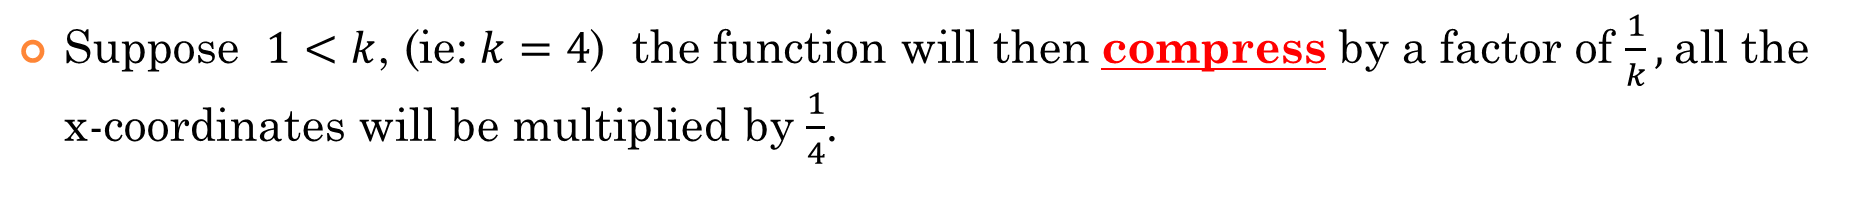 Suppose 1 < k, (ie: k = 4) the function will then compress by a factor of 1/k, all the
x-coordinates will be multiplied by 1/4.